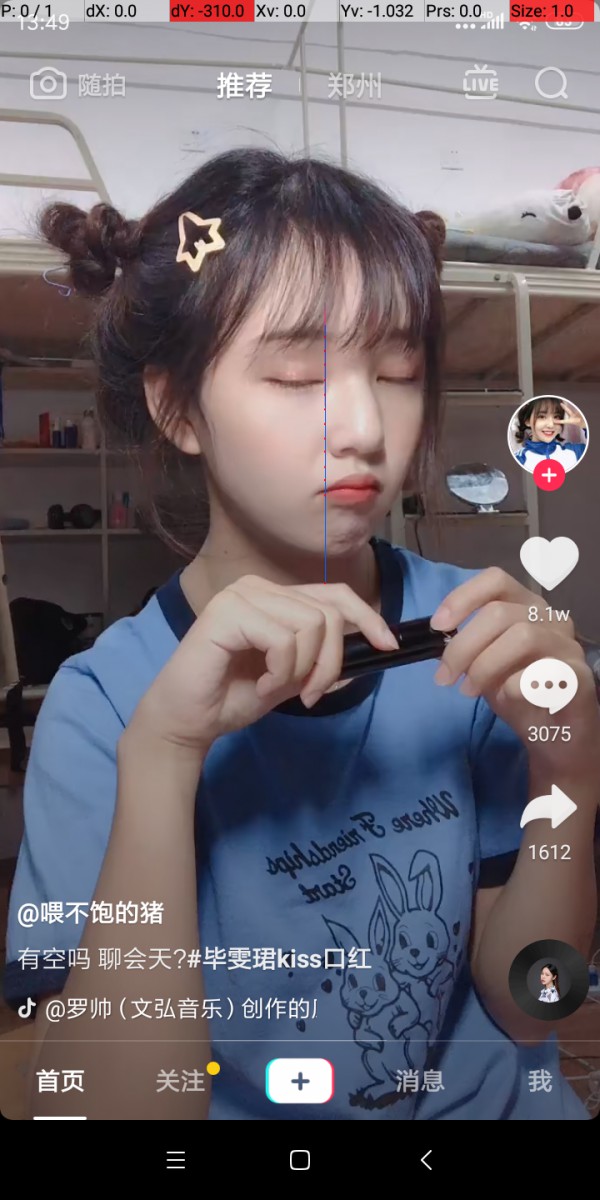 P: 0 / 1 dX: 0.0 dY: -310.0 Xv: 0.0 Yv: -1.032 Prs: 0.0 Size: 1.0
13:49
随拍 推荐 郑州 LIVE
8.1w
3075
Where Friendships
Start
1612
@喂不饱的猪
有空吗 聊会天?#毕雯珺kiss口红
@罗帅（文弘音乐）创作的
首页 关注 消息 我